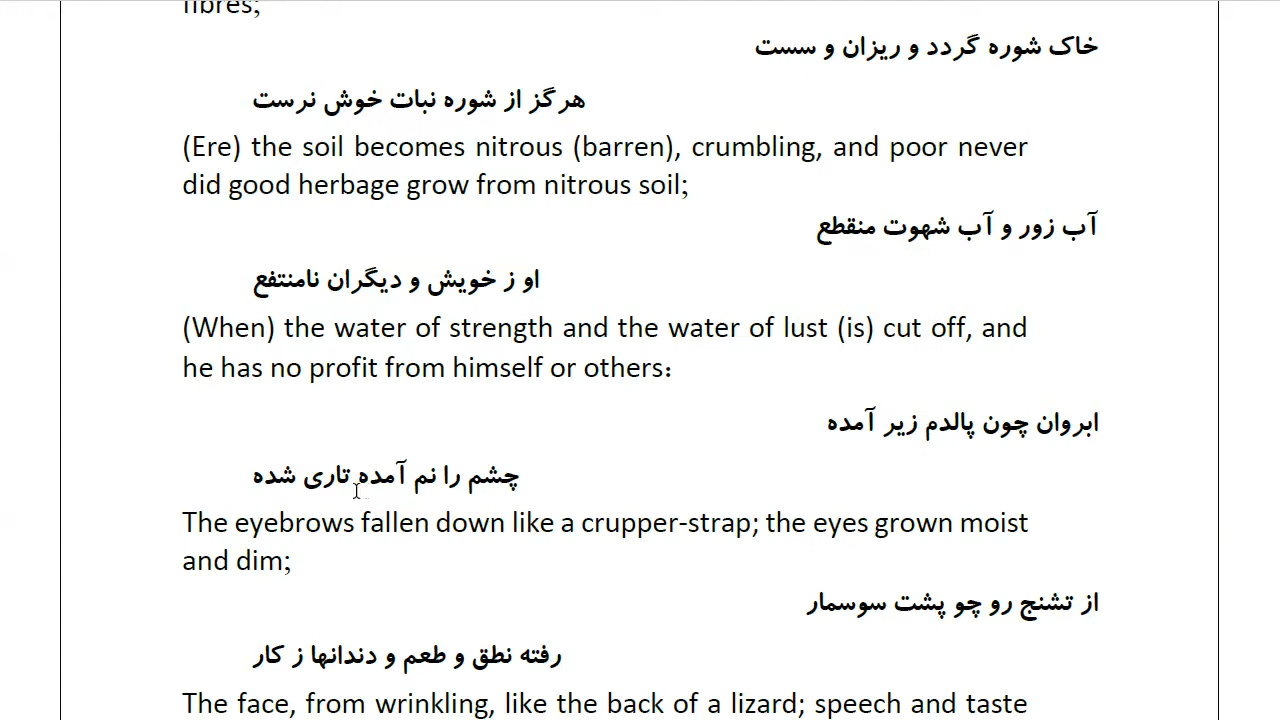 fibres;
خاک شوره گردد و ریزان و سست
هرگز از شوره نبات خوش نرست
(Ere) the soil becomes nitrous (barren), crumbling, and poor never
did good herbage grow from nitrous soil;
آب زور و آب شهوت منقطع
او ز خویش و دیگران نامنتفع
(When) the water of strength and the water of lust (is) cut off, and
he has no profit from himself or others:
ابروان چون پالدم زیر آمده
چشم را نم آمده تاری شده
The eyebrows fallen down like a crupper-strap; the eyes grown moist
and dim;
از تشنج رو چو پشت سوسمار
رفته نطق و طعم و دندانها ز کار
The face, from wrinkling, like the back of a lizard; speech and taste